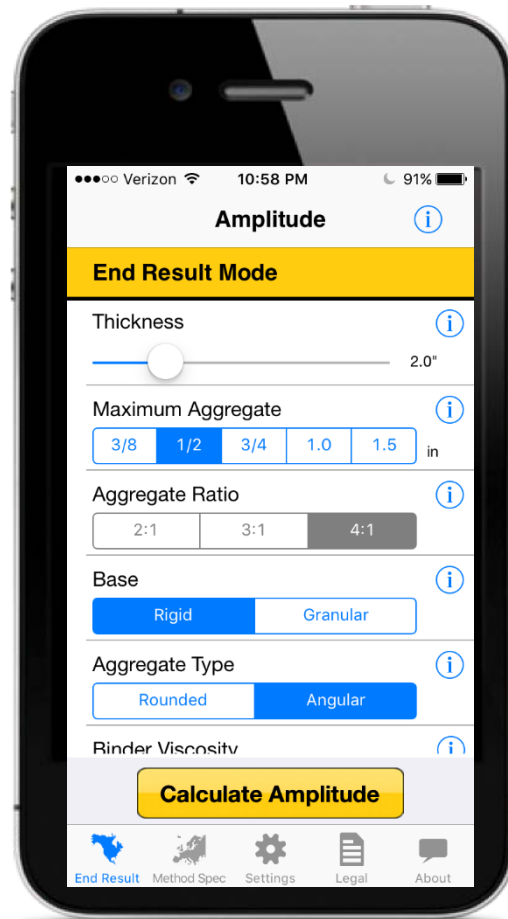 Verizon 10:58 PM 91%
Amplitude i
End Result Mode
Thickness i
2.0"
Maximum Aggregate i
3/8 1/2 3/4 1.0 1.5 in
Aggregate Ratio i
2:1 3:1 4:1
Base i
Rigid Granular
Aggregate Type i
Rounded Angular
Binder Viscosity i
Calculate Amplitude
End Result Method Spec Settings Legal About